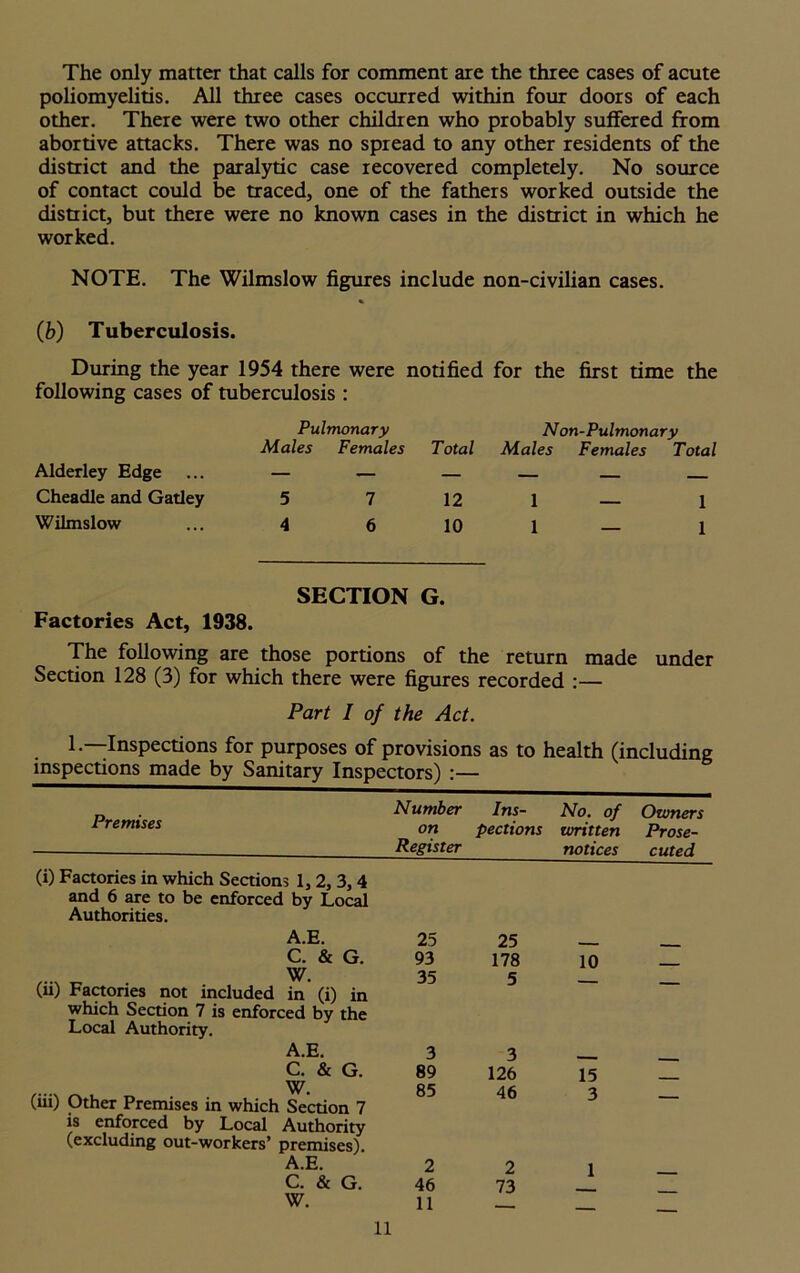 The only matter that calls for comment are the three cases of acute
poliomyelitis. All three cases occurred within four doors of each
other. There were two other children who probably suffered from
abortive attacks. There was no spread to any other residents of the
district and the paralytic case recovered completely. No source
of contact could be traced, one of the fathers worked outside the
district, but there were no known cases in the district in which he
worked.
NOTE. The Wilmslow figures include non-civilian cases.
(b) Tuberculosis.
During the year 1954 there were notified for the first time the
following cases of tuberculosis :
Pulmonary Non-Pulmonary
Males Females Total Males Females Total
Alderley Edge ... — — — — — —
Cheadle and Gatley 5 7 12 1 — 1
Wilmslow ... 4 6 10 1 — 1
SECTION G.
Factories Act, 1938.
The following are those portions of the return made under
Section 128 (3) for which there were figures recorded :—
Part I of the Act.
1.—Inspections for purposes of provisions as to health (including
inspections made by Sanitary Inspectors) :—
Number Ins- No. of Owners
Premises on pections written Prose-
Register notices cuted
(i) Factories in which Sections 1, 2, 3, 4
and 6 are to be enforced by Local
Authorities.
A.E. 25 25 — —
C. & G. 93 178 10 —
W. 35 5 — —
(ii) Factories not included in (i) in
which Section 7 is enforced by the
Local Authority.
A.E. 3 3 — —
C. & G. 89 126 15 —
W. 85 46 3 —
(iii) Other Premises in which Section 7
is enforced by Local Authority
(excluding out-workers' premises).
A.E. 2 2 1 —
C. & G. 46 73 — —
W. 11 — — —
11